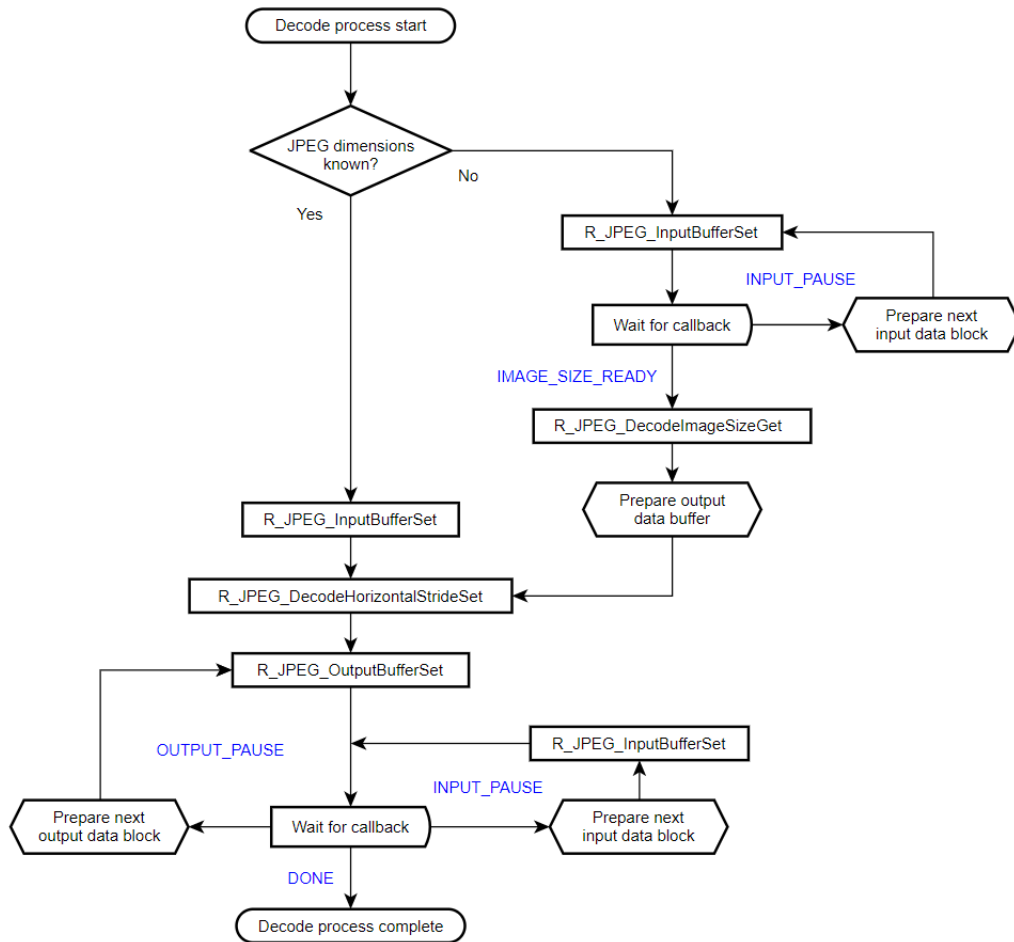 Decode process start
JPEG dimensions
known?
No
Yes
R_JPEG_InputBufferSet
INPUT_PAUSE
Wait for callback
Prepare next
input data block
IMAGE_SIZE_READY
R_JPEG_DecodeImageSizeGet
Prepare output
data buffer
R_JPEG_InputBufferSet
R_JPEG_DecodeHorizontalStrideSet
R_JPEG_OutputBufferSet
OUTPUT_PAUSE
R_JPEG_InputBufferSet
INPUT_PAUSE
Prepare next
output data block
Wait for callback
Prepare next
input data block
DONE
Decode process complete